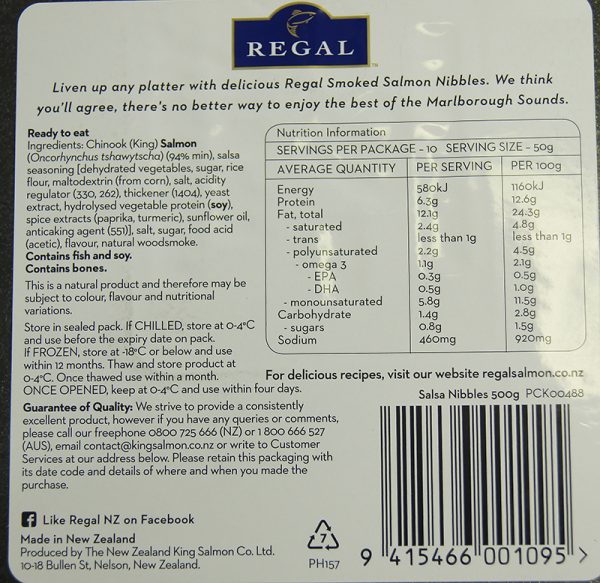 REGAL
™
Liven up any platter with delicious Regal Smoked Salmon Nibbles. We think
you'll agree, there's no better way to enjoy the best of the Marlborough Sounds.
Ready to eat
Ingredients: Chinook (King) Salmon
(Oncorhynchus tshawytscha) (94% min), salsa
seasoning [dehydrated vegetables, sugar, rice
flour, maltodextrin (from corn), salt, acidity
regulator (330, 262), thickener (1404), yeast
extract, hydrolysed vegetable protein (soy),
spice extracts (paprika, turmeric), sunflower oil,
anticaking agent (551)], salt, sugar, food acid
(acetic), flavour, natural woodsmoke.
Contains fish and soy.
Contains bones.
This is a natural product and therefore may be
subject to colour, flavour and nutritional
variations.
Store in sealed pack. If CHILLED, store at 0-4°C
and use before the expiry date on pack.
If FROZEN, store at -18°C or below and use
within 12 months. Thaw and store product at
0-4°C. Once thawed use within a month.
ONCE OPENED, keep at 0-4°C and use within four days.
Guarantee of Quality: We strive to provide a consistently
excellent product, however if you have any queries or comments,
please call our freephone 0800 725 666 (NZ) or 1 800 666 527
(AUS), email contact@kingsalmon.co.nz or write to Customer
Services at our address below. Please retain this packaging with
its date code and details of where and when you made the
purchase.
Like Regal NZ on Facebook
Made in New Zealand
Produced by The New Zealand King Salmon Co. Ltd.
10-18 Bullen St, Nelson, New Zealand.
Nutrition Information
SERVINGS PER PACKAGE - 10 SERVING SIZE - 50g
AVERAGE QUANTITY PER SERVING PER 100g
Energy 580kJ 1160kJ
Protein 6.3g 12.6g
Fat, total 12.1g 24.3g
- saturated 2.4g 4.8g
- trans less than 1g less than 1g
- polyunsaturated 2.2g 4.5g
- omega 3 1.1g 2.1g
- EPA 0.3g 0.5g
- DHA 0.5g 1.0g
- monounsaturated 5.8g 11.5g
Carbohydrate 1.4g 2.8g
- sugars 0.8g 1.5g
Sodium 460mg 920mg
For delicious recipes, visit our website regalsalmon.co.nz
Salsa Nibbles 500g PCK00488
7
PH157
9 415466 001095 >